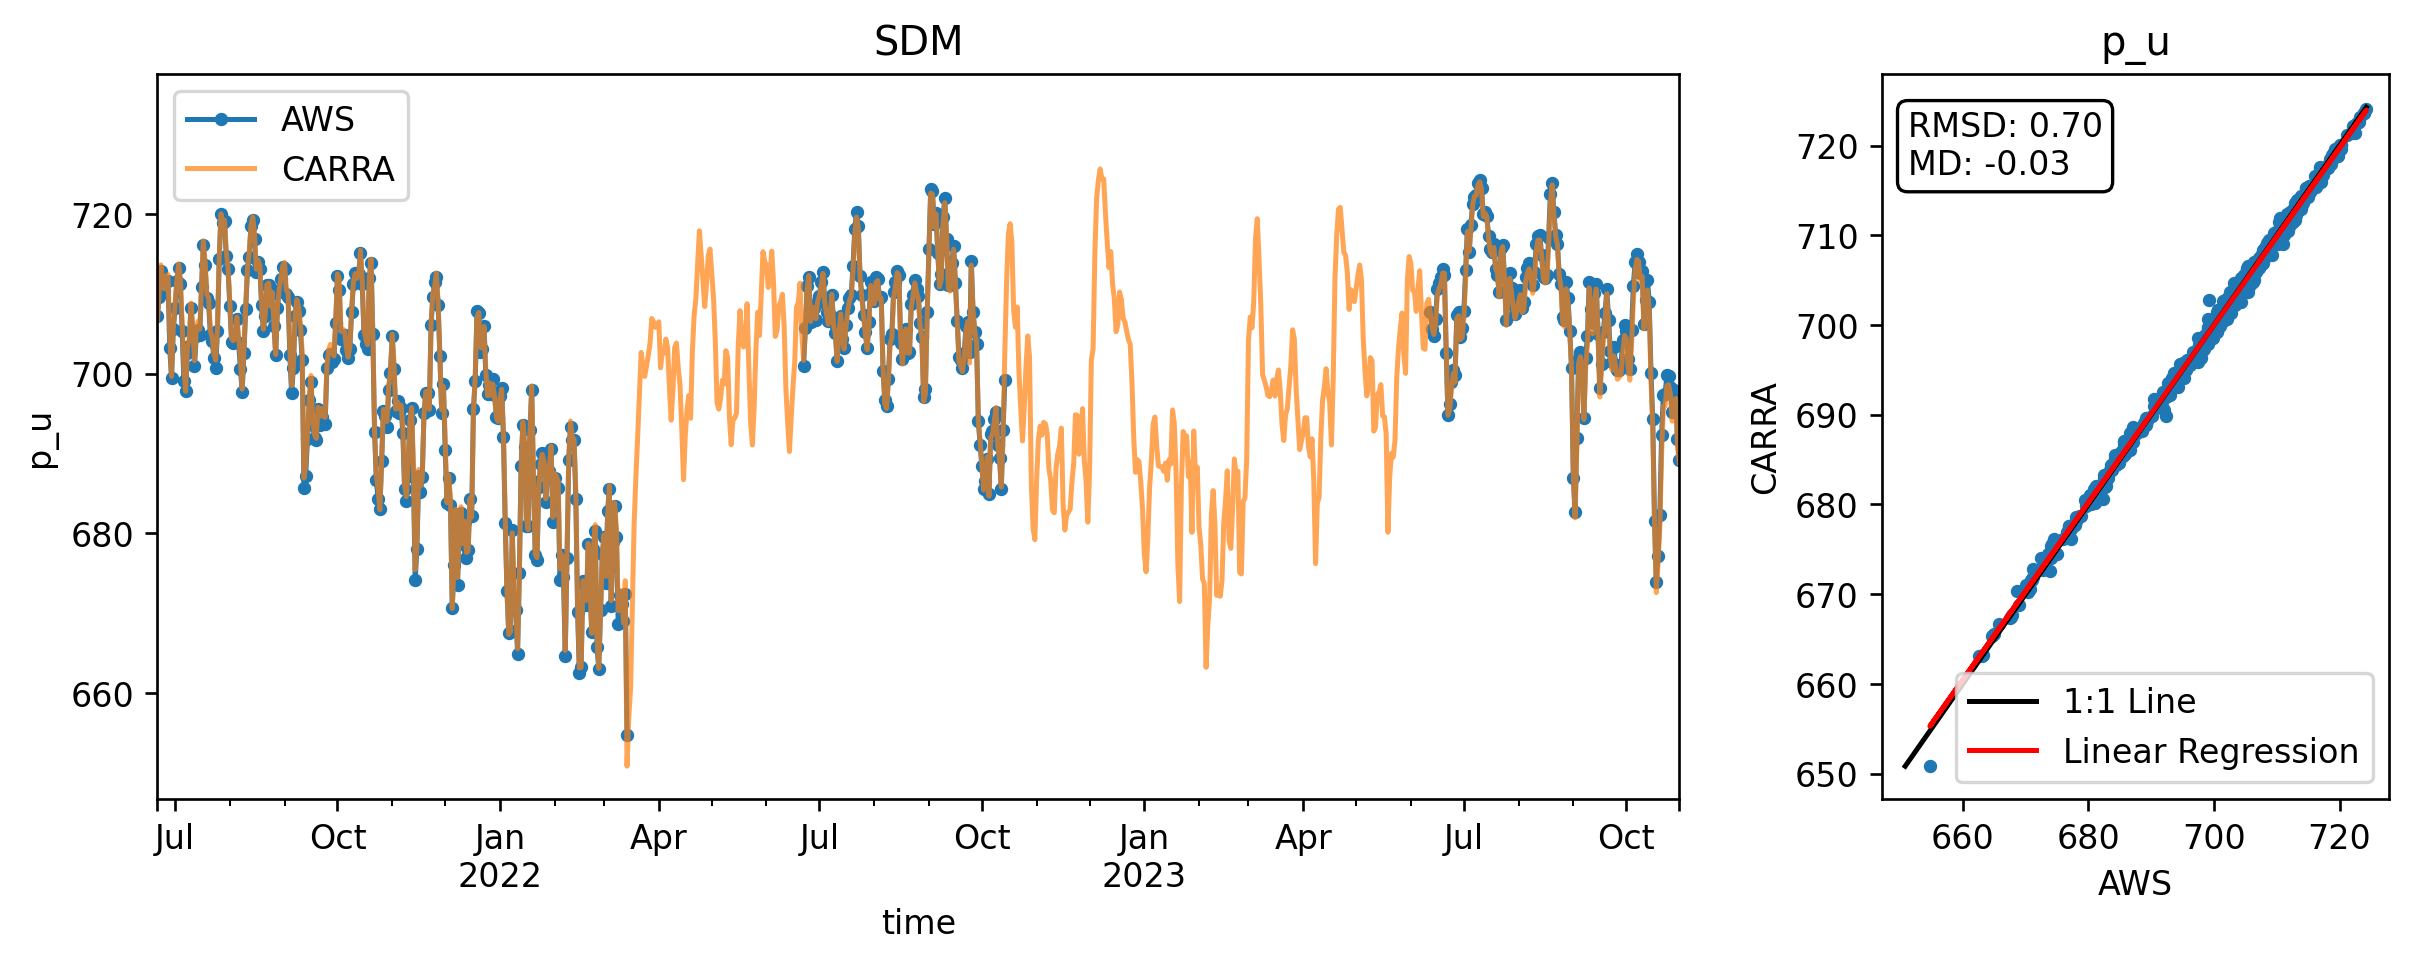 SDM
AWS
CARRA
p_u
720
700
680
660
Jul
Oct
Jan
2022
Apr
Jul
Oct
Jan
2023
Apr
Jul
Oct
time
p_u
RMSD: 0.70
MD: -0.03
CARRA
720
710
700
690
680
670
660
650
1:1 Line
Linear Regression
660
680
700
720
AWS